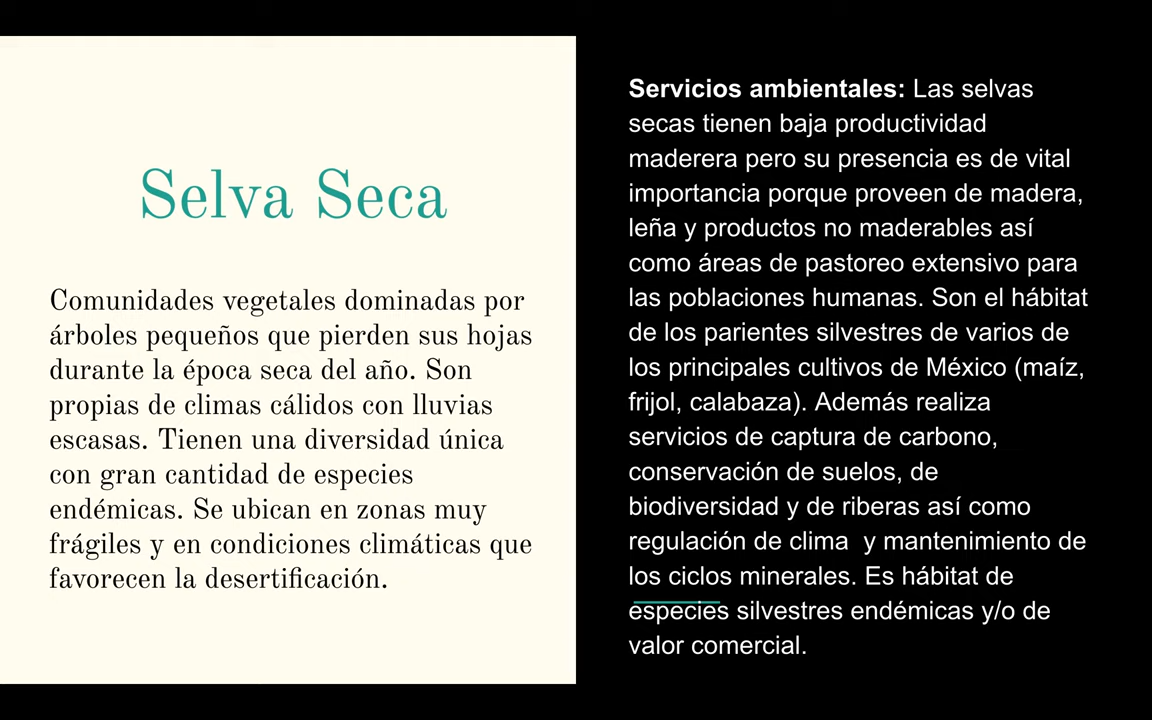 Selva Seca
Comunidades vegetales dominadas por
árboles pequeños que pierden sus hojas
durante la época seca del año. Son
propias de climas cálidos con lluvias
escasas. Tienen una diversidad única
con gran cantidad de especies
endémicas. Se ubican en zonas muy
frágiles y en condiciones climáticas que
favorecen la desertificación.
Servicios ambientales: Las selvas
secas tienen baja productividad
maderera pero su presencia es de vital
importancia porque proveen de madera,
leña y productos no maderables así
como áreas de pastoreo extensivo para
las poblaciones humanas. Son el hábitat
de los parientes silvestres de varios de
los principales cultivos de México (maíz,
frijol, calabaza). Además realiza
servicios de captura de carbono,
conservación de suelos, de
biodiversidad y de riberas así como
regulación de clima  y mantenimiento de
los ciclos minerales. Es hábitat de
especies silvestres endémicas y/o de
valor comercial.